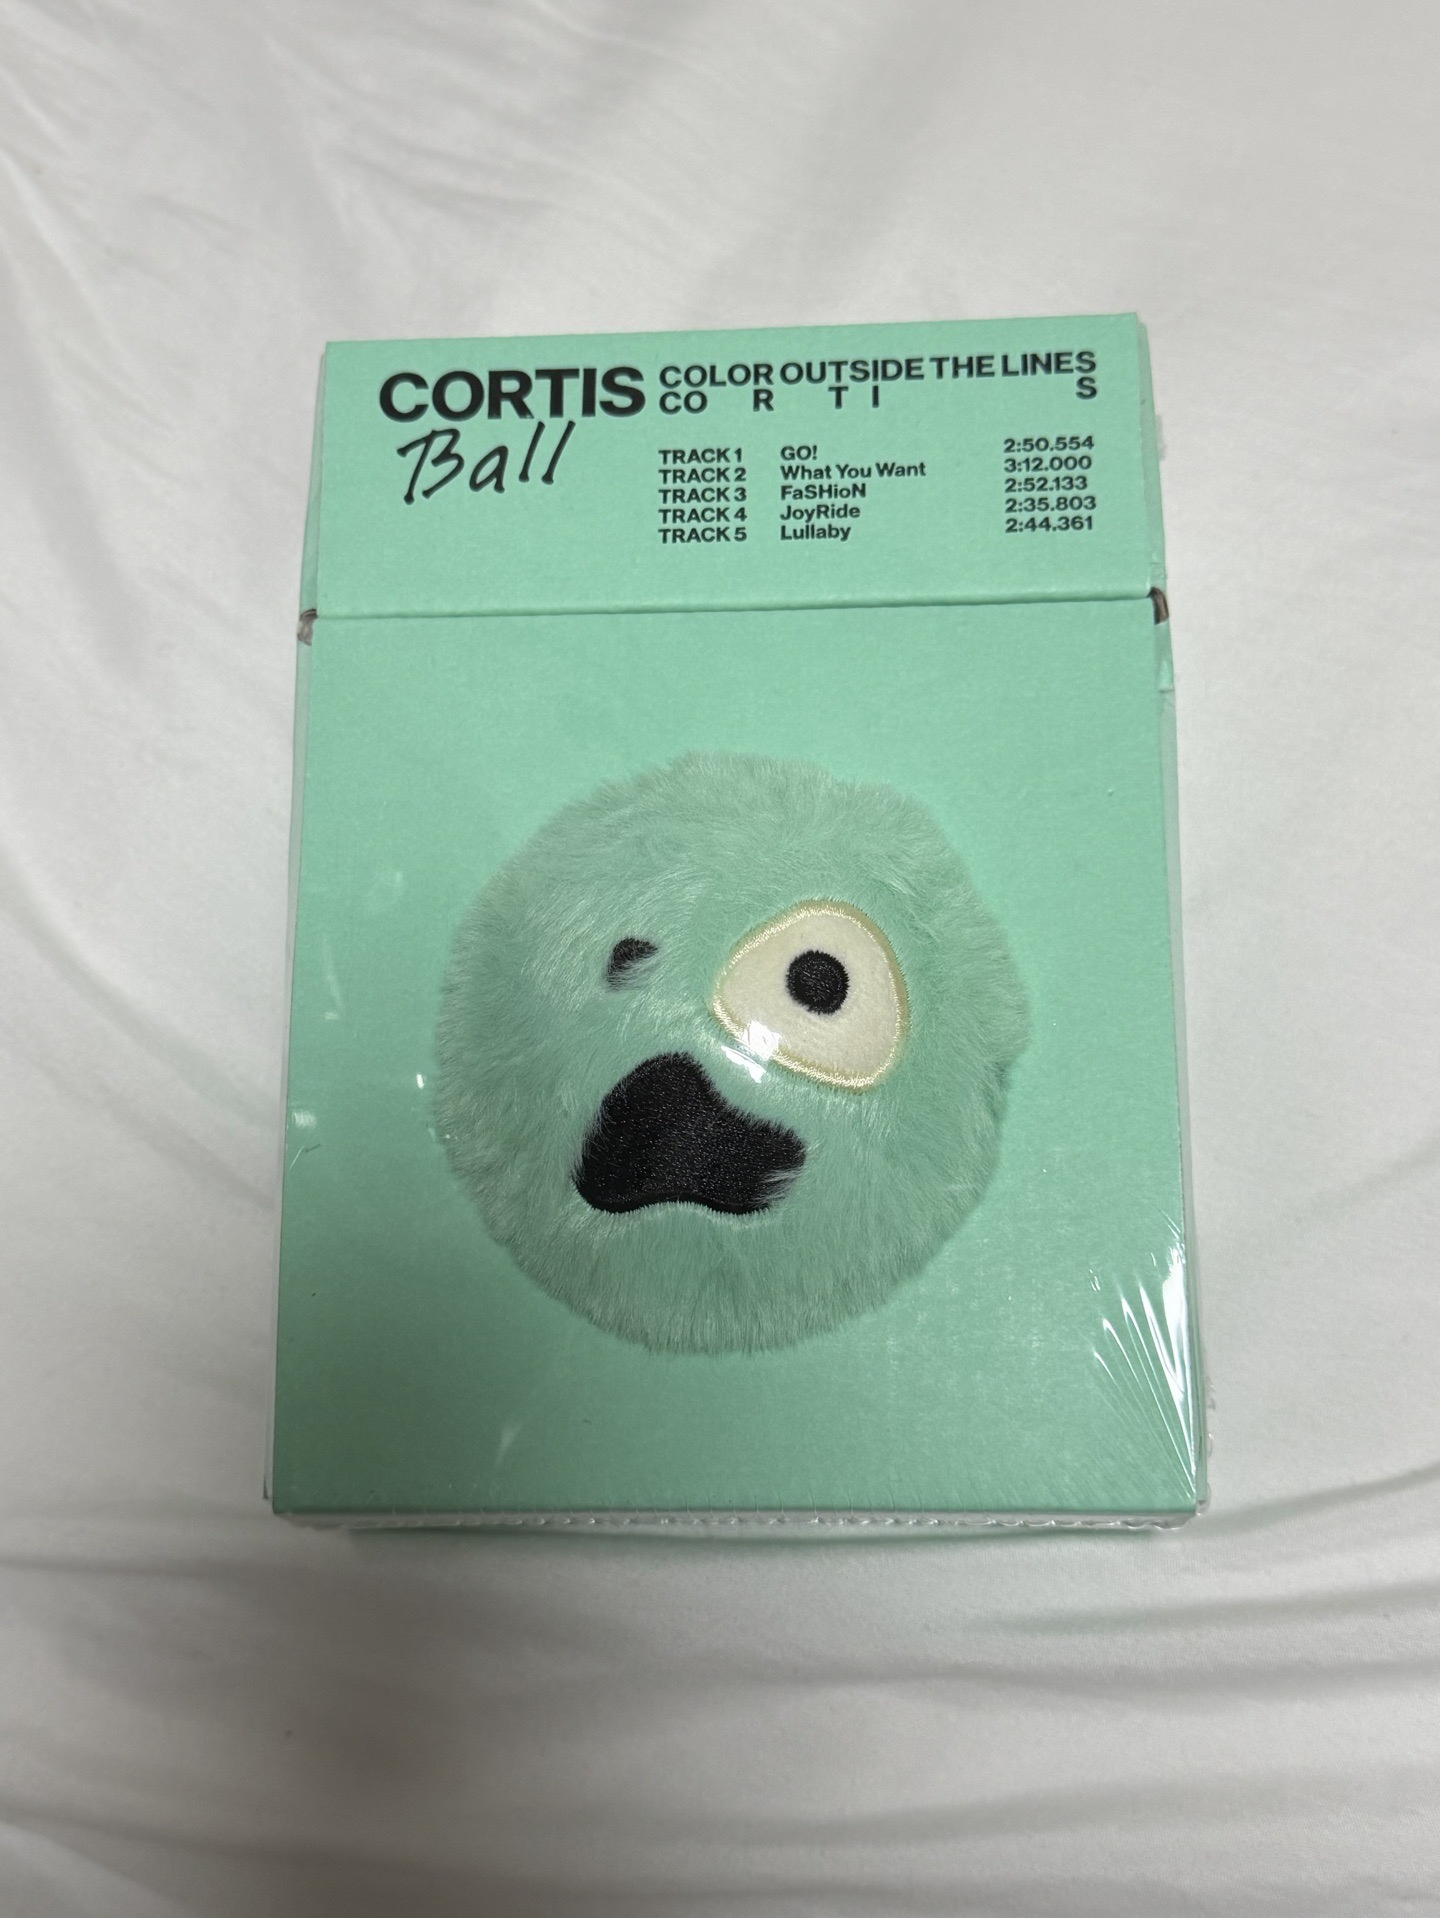 CORTIS
Ball
COLOR OUTSIDE THE LINES
CO R T I S
TRACK 1 GO! 2:50.554
TRACK 2 What You Want 3:12.000
TRACK 3 FaSHioN 2:52.133
TRACK 4 JoyRide 2:35.803
TRACK 5 Lullaby 2:44.361